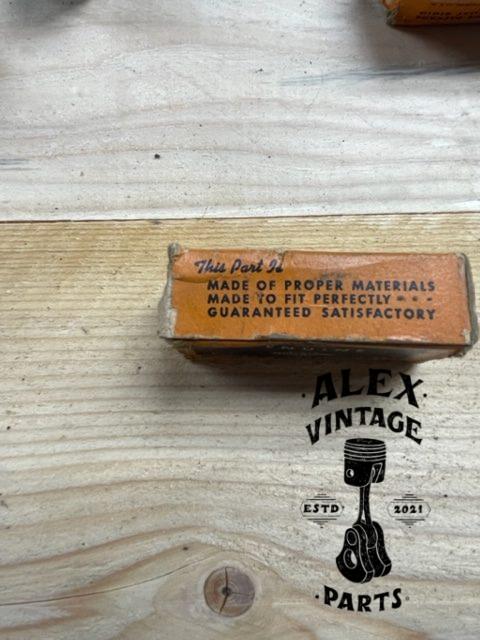 This Part Is
MADE OF PROPER MATERIALS
MADE TO FIT PERFECTLY - - -
GUARANTEED SATISFACTORY
ALEX
VINTAGE
ESTD 2021
PARTS